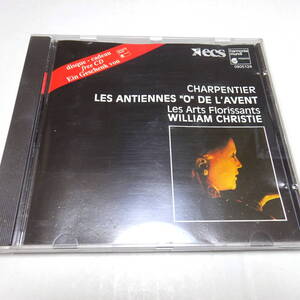 disque - cadeau
free CD
Ein Geschenk von
ecs
harmonia
mundi
CHARPENTIER
LES ANTIENNES "O" DE L'AVENT
Les Arts Florissants
WILLIAM CHRISTIE